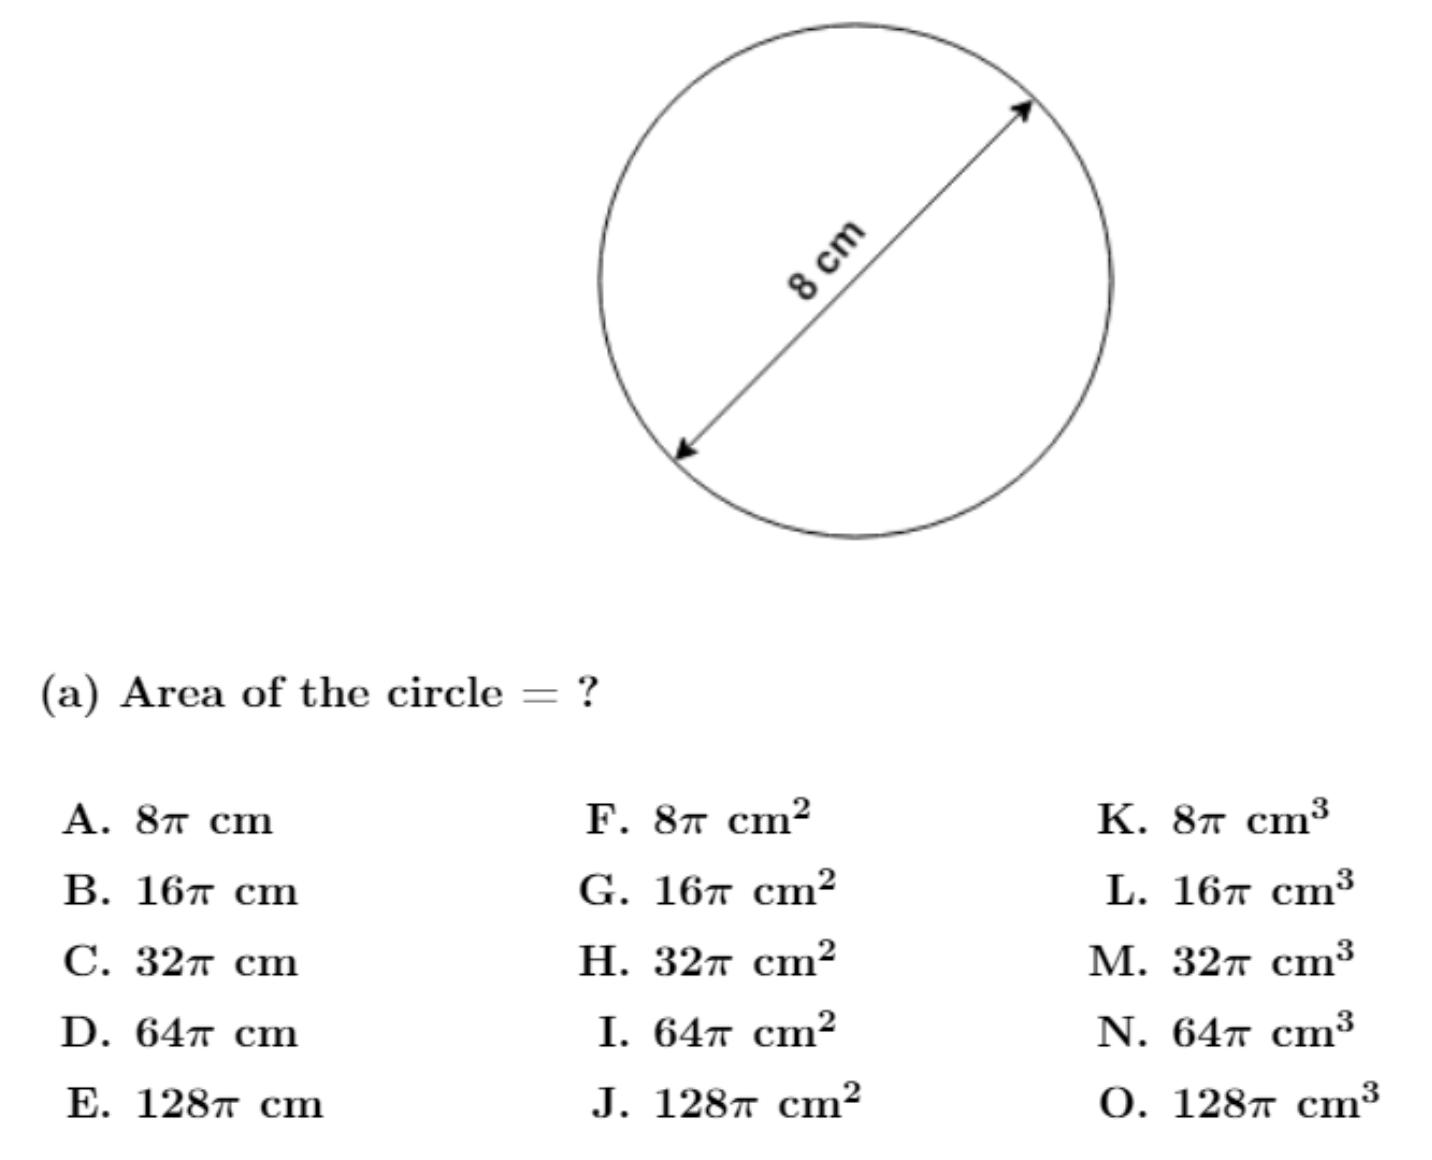 8 cm
(a) Area of the circle = ?
A. 8π cm F. 8π cm² K. 8π cm³
B. 16π cm G. 16π cm² L. 16π cm³
C. 32π cm H. 32π cm² M. 32π cm³
D. 64π cm I. 64π cm² N. 64π cm³
E. 128π cm J. 128π cm² O. 128π cm³